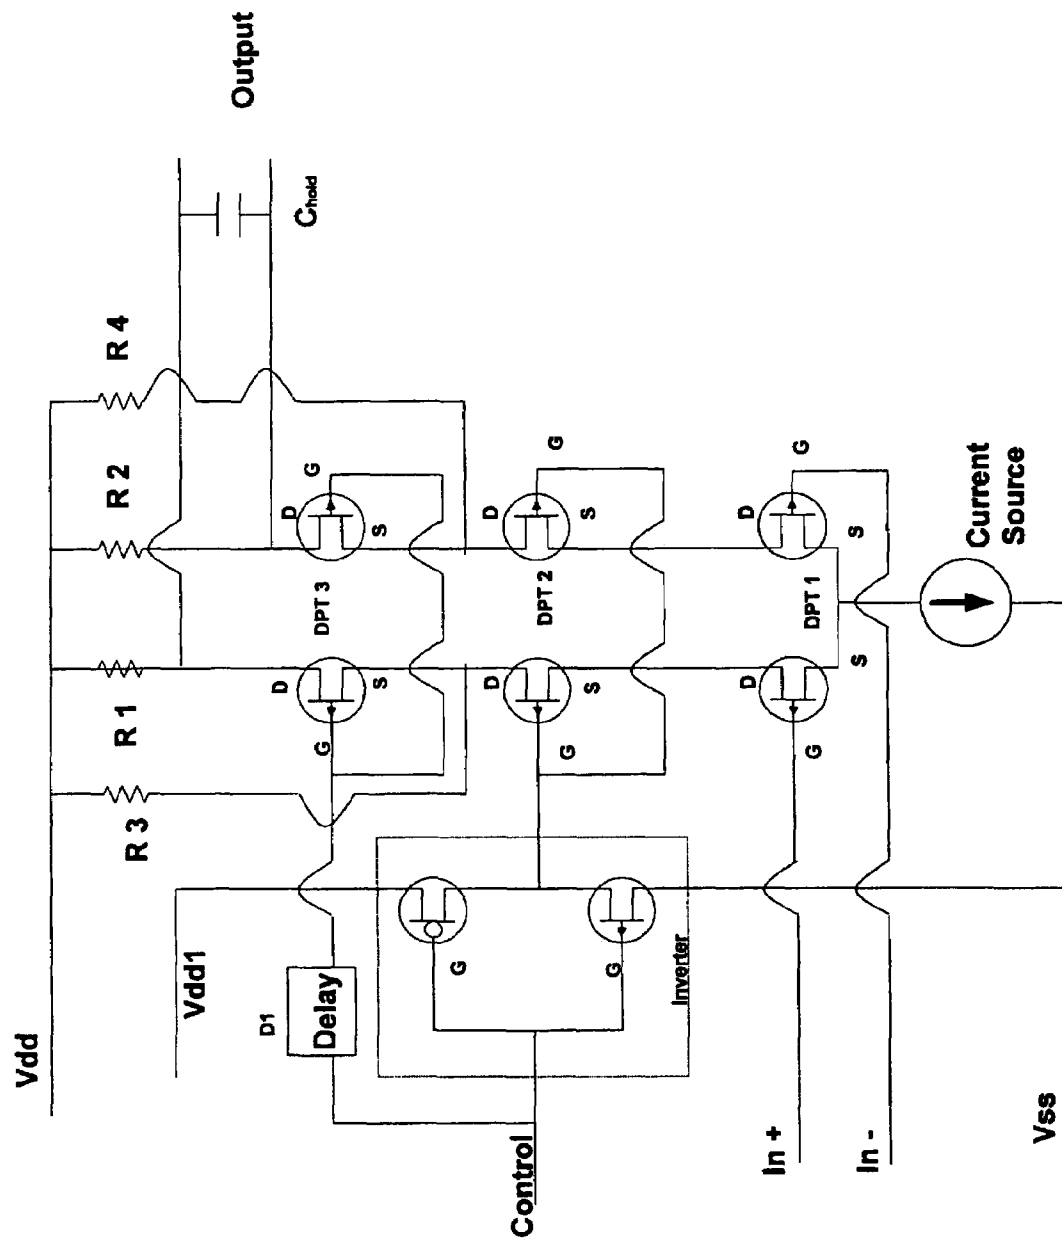 Vdd
Vdd1
D1
Delay
Control
Inverter
G
G
In +
In -
Vss
R 3
R 1
R 2
R 4
Output
Chold
D
D
G
G
DPT 3
S
S
D
D
G
G
DPT 2
S
S
D
D
G
G
DPT 1
S
S
Current
Source